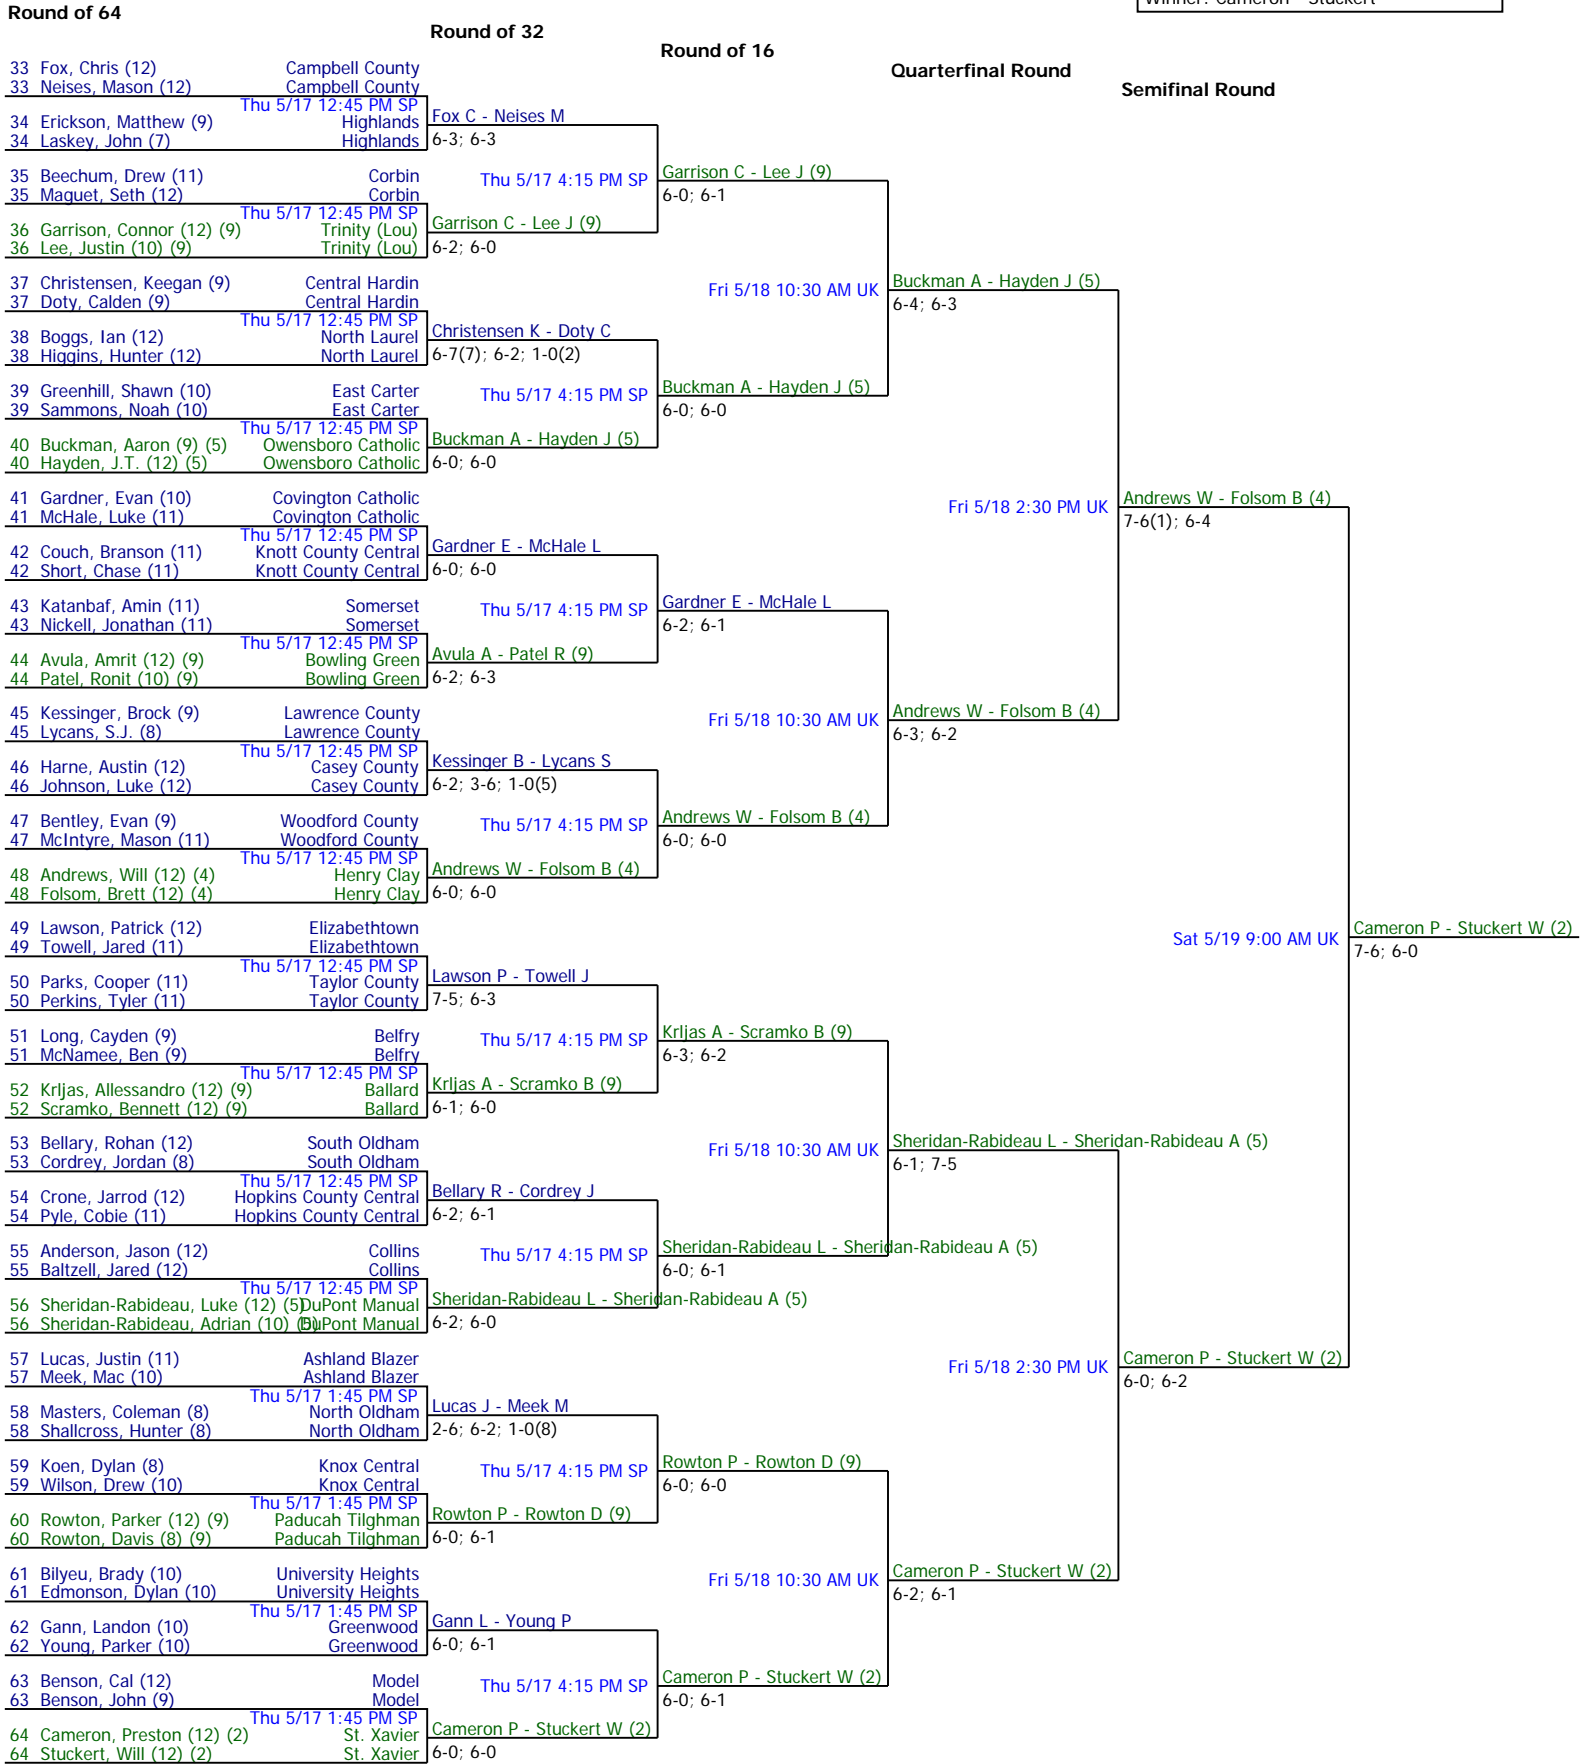 Winner: Cameron - Stuckert
Round of 64
Round of 32
Round of 16
Quarterfinal Round
Semifinal Round
33 Fox, Chris (12) Campbell County
33 Neises, Mason (12) Campbell County
Thu 5/17 12:45 PM SP
34 Erickson, Matthew (9) Highlands
34 Laskey, John (7) Highlands
35 Beechum, Drew (11) Corbin
35 Maguet, Seth (12) Corbin
Thu 5/17 12:45 PM SP
36 Garrison, Connor (12) (9) Trinity (Lou)
36 Lee, Justin (10) (9) Trinity (Lou)
37 Christensen, Keegan (9) Central Hardin
37 Doty, Calden (9) Central Hardin
Thu 5/17 12:45 PM SP
38 Boggs, Ian (12) North Laurel
38 Higgins, Hunter (12) North Laurel
39 Greenhill, Shawn (10) East Carter
39 Sammons, Noah (10) East Carter
Thu 5/17 12:45 PM SP
40 Buckman, Aaron (9) (5) Owensboro Catholic
40 Hayden, J.T. (12) (5) Owensboro Catholic
41 Gardner, Evan (10) Covington Catholic
41 McHale, Luke (11) Covington Catholic
Thu 5/17 12:45 PM SP
42 Couch, Branson (11) Knott County Central
42 Short, Chase (11) Knott County Central
43 Katanbaf, Amin (11) Somerset
43 Nickell, Jonathan (11) Somerset
Thu 5/17 12:45 PM SP
44 Avula, Amrit (12) (9) Bowling Green
44 Patel, Ronit (10) (9) Bowling Green
45 Kessinger, Brock (9) Lawrence County
45 Lycans, S.J. (8) Lawrence County
Thu 5/17 12:45 PM SP
46 Harne, Austin (12) Casey County
46 Johnson, Luke (12) Casey County
47 Bentley, Evan (9) Woodford County
47 McIntyre, Mason (11) Woodford County
Thu 5/17 12:45 PM SP
48 Andrews, Will (12) (4) Henry Clay
48 Folsom, Brett (12) (4) Henry Clay
49 Lawson, Patrick (12) Elizabethtown
49 Towell, Jared (11) Elizabethtown
Thu 5/17 12:45 PM SP
50 Parks, Cooper (11) Taylor County
50 Perkins, Tyler (11) Taylor County
51 Long, Cayden (9) Belfry
51 McNamee, Ben (9) Belfry
Thu 5/17 12:45 PM SP
52 Krljas, Allessandro (12) (9) Ballard
52 Scramko, Bennett (12) (9) Ballard
53 Bellary, Rohan (12) South Oldham
53 Cordrey, Jordan (8) South Oldham
Thu 5/17 12:45 PM SP
54 Crone, Jarrod (12) Hopkins County Central
54 Pyle, Cobie (11) Hopkins County Central
55 Anderson, Jason (12) Collins
55 Baltzell, Jared (12) Collins
Thu 5/17 12:45 PM SP
56 Sheridan-Rabideau, Luke (12) (5) DuPont Manual
56 Sheridan-Rabideau, Adrian (10) (5) DuPont Manual
57 Lucas, Justin (11) Ashland Blazer
57 Meek, Mac (10) Ashland Blazer
Thu 5/17 1:45 PM SP
58 Masters, Coleman (8) North Oldham
58 Shallcross, Hunter (8) North Oldham
59 Koen, Dylan (8) Knox Central
59 Wilson, Drew (10) Knox Central
Thu 5/17 1:45 PM SP
60 Rowton, Parker (12) (9) Paducah Tilghman
60 Rowton, Davis (8) (9) Paducah Tilghman
61 Bilyeu, Brady (10) University Heights
61 Edmonson, Dylan (10) University Heights
Thu 5/17 1:45 PM SP
62 Gann, Landon (10) Greenwood
62 Young, Parker (10) Greenwood
63 Benson, Cal (12) Model
63 Benson, John (9) Model
Thu 5/17 1:45 PM SP
64 Cameron, Preston (12) (2) St. Xavier
64 Stuckert, Will (12) (2) St. Xavier
Fox C - Neises M
6-3; 6-3
Thu 5/17 4:15 PM SP
Garrison C - Lee J (9)
6-2; 6-0
Christensen K - Doty C
6-7(7); 6-2; 1-0(2)
Thu 5/17 4:15 PM SP
Buckman A - Hayden J (5)
6-0; 6-0
Gardner E - McHale L
6-0; 6-0
Thu 5/17 4:15 PM SP
Avula A - Patel R (9)
6-2; 6-3
Kessinger B - Lycans S
6-2; 3-6; 1-0(5)
Thu 5/17 4:15 PM SP
Andrews W - Folsom B (4)
6-0; 6-0
Lawson P - Towell J
7-5; 6-3
Thu 5/17 4:15 PM SP
Krljas A - Scramko B (9)
6-1; 6-0
Bellary R - Cordrey J
6-2; 6-1
Thu 5/17 4:15 PM SP
Sheridan-Rabideau L - Sheridan-Rabideau A (5)
6-2; 6-0
Lucas J - Meek M
2-6; 6-2; 1-0(8)
Thu 5/17 4:15 PM SP
Rowton P - Rowton D (9)
6-0; 6-1
Gann L - Young P
6-0; 6-1
Thu 5/17 4:15 PM SP
Cameron P - Stuckert W (2)
6-0; 6-0
Garrison C - Lee J (9)
6-0; 6-1
Fri 5/18 10:30 AM UK
Buckman A - Hayden J (5)
6-0; 6-0
Gardner E - McHale L
6-2; 6-1
Fri 5/18 10:30 AM UK
Andrews W - Folsom B (4)
6-0; 6-0
Krljas A - Scramko B (9)
6-3; 6-2
Fri 5/18 10:30 AM UK
Sheridan-Rabideau L - Sheridan-Rabideau A (5)
6-0; 6-1
Rowton P - Rowton D (9)
6-0; 6-0
Fri 5/18 10:30 AM UK
Cameron P - Stuckert W (2)
6-0; 6-1
Buckman A - Hayden J (5)
6-4; 6-3
Fri 5/18 2:30 PM UK
Andrews W - Folsom B (4)
6-3; 6-2
Sheridan-Rabideau L - Sheridan-Rabideau A (5)
6-1; 7-5
Fri 5/18 2:30 PM UK
Cameron P - Stuckert W (2)
6-2; 6-1
Andrews W - Folsom B (4)
7-6(1); 6-4
Sat 5/19 9:00 AM UK
Cameron P - Stuckert W (2)
6-0; 6-2
Cameron P - Stuckert W (2)
7-6; 6-0